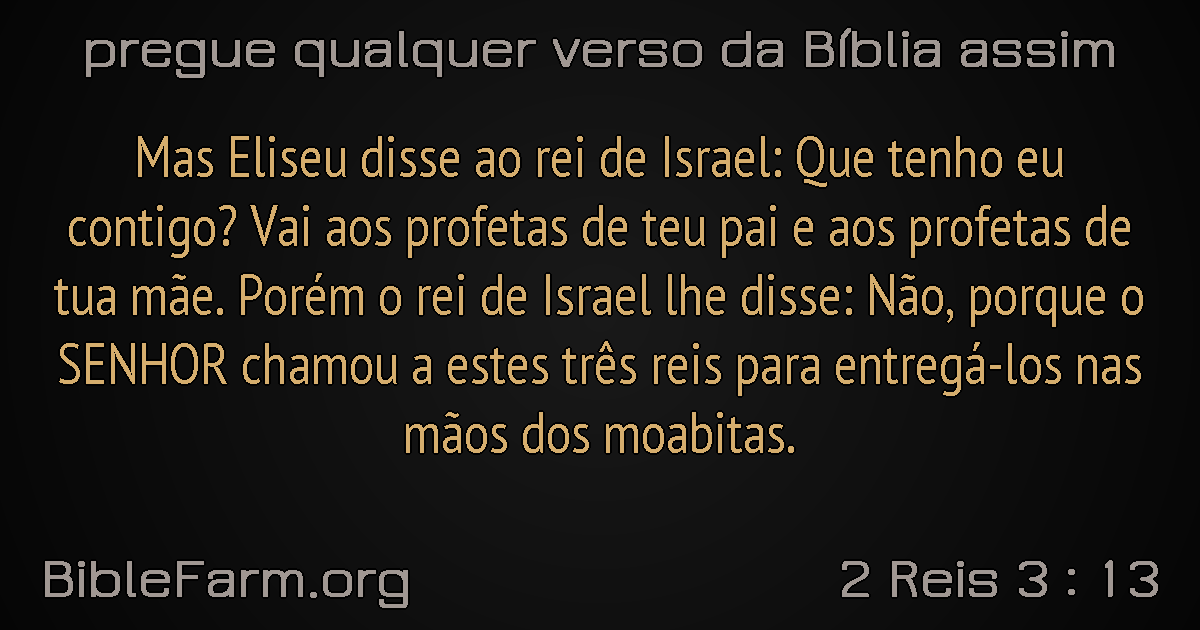 pregue qualquer verso da Bíblia assim
Mas Eliseu disse ao rei de Israel: Que tenho eu
contigo? Vai aos profetas de teu pai e aos profetas de
tua mãe. Porém o rei de Israel lhe disse: Não, porque o
SENHOR chamou a estes três reis para entregá-los nas
mãos dos moabitas.
BibleFarm.org
2 Reis 3 : 13